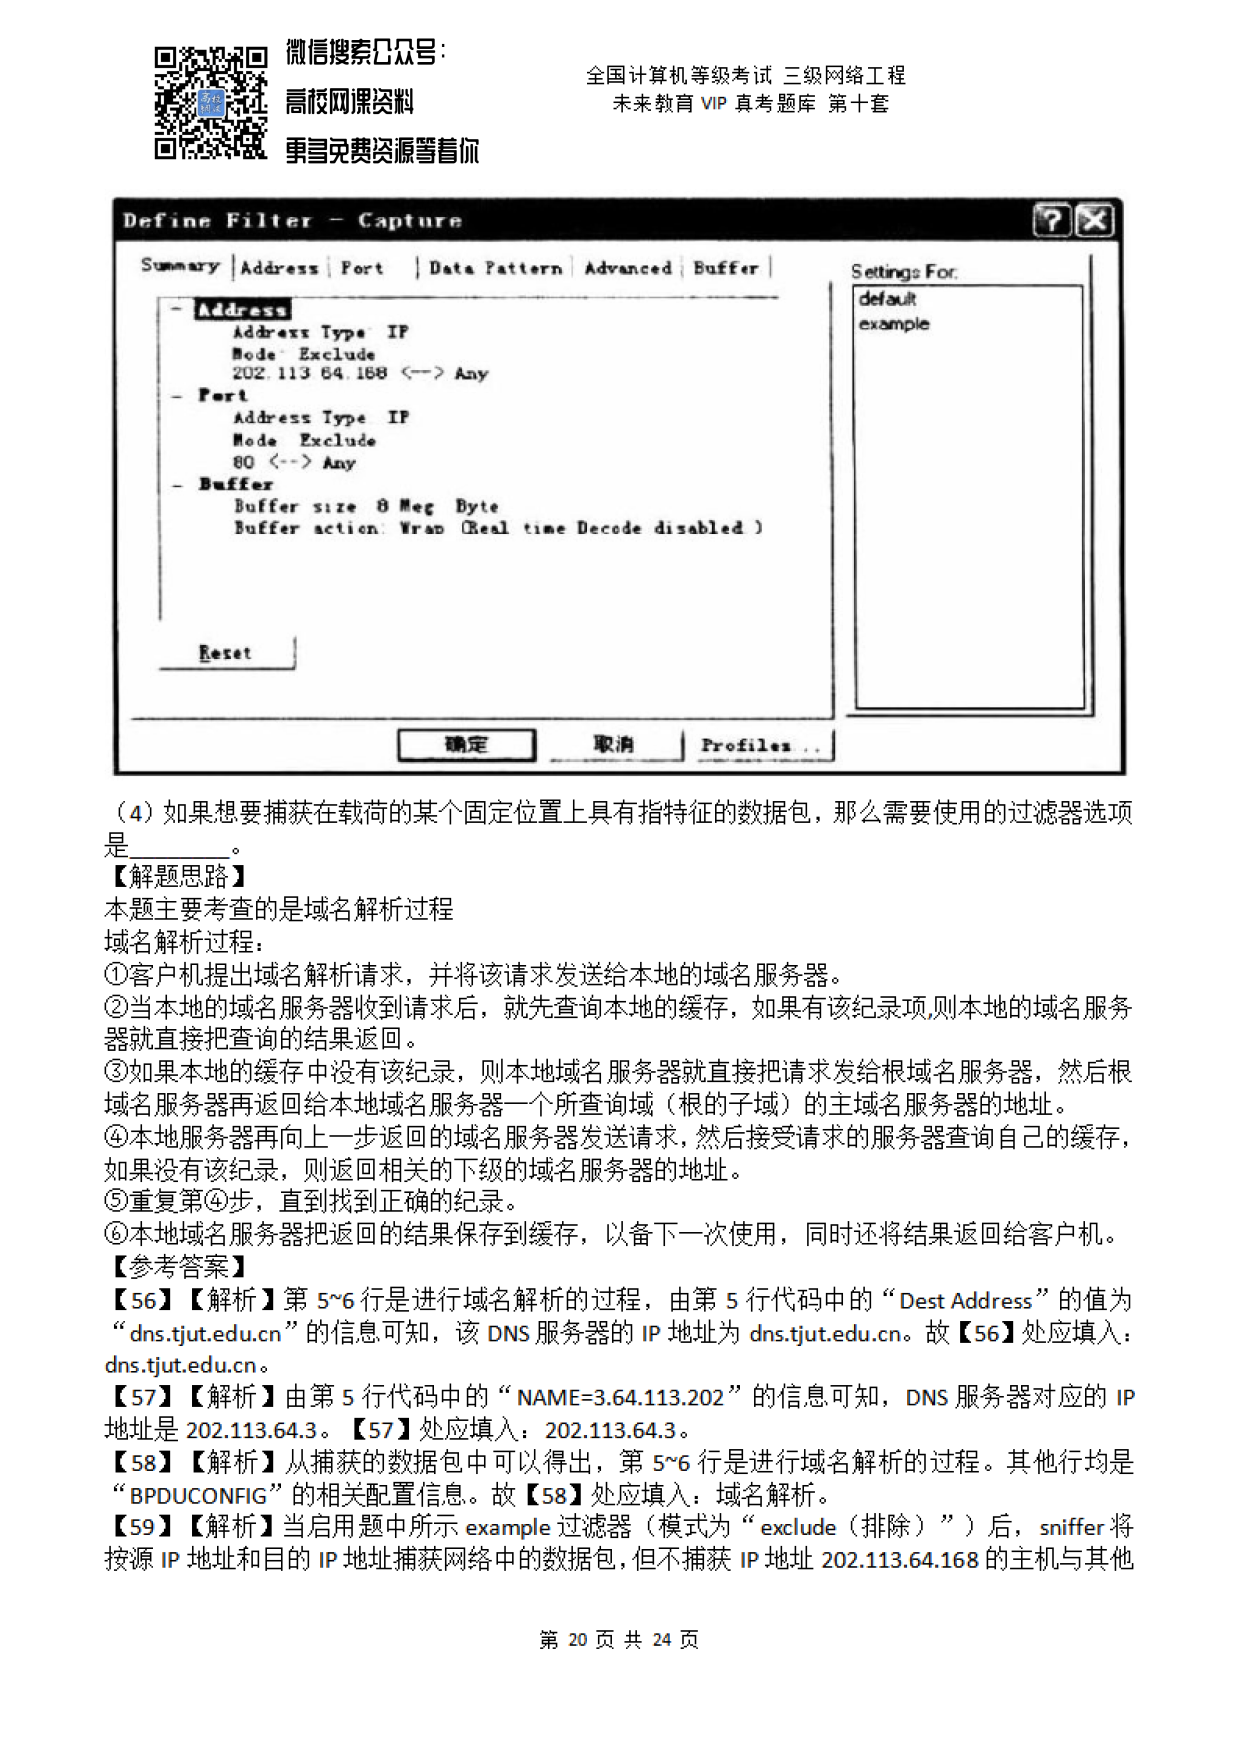 微信搜索公众号：
高校网课资料
更多免费资源等着你
全国计算机等级考试 三级网络工程
未来教育 VIP 真考题库 第十套
Define Filter - Capture
Summary Address Port Data Pattern Advanced Buffer
Settings For:
default
example
- Address
Address Type IP
Mode Exclude
202.113 64.168 <--> Any
- Port
Address Type IP
Mode Exclude
80 <--> Any
- Buffer
Buffer size 8 Meg Byte
Buffer action: Wrap (Real time Decode disabled )
Reset
确定 取消 Profiles...
（4）如果想要捕获在载荷的某个固定位置上具有指特征的数据包，那么需要使用的过滤器选项
是________。
【解题思路】
本题主要考查的是域名解析过程
域名解析过程：
①客户机提出域名解析请求，并将该请求发送给本地的域名服务器。
②当本地的域名服务器收到请求后，就先查询本地的缓存，如果有该纪录项,则本地的域名服务
器就直接把查询的结果返回。
③如果本地的缓存中没有该纪录，则本地域名服务器就直接把请求发给根域名服务器，然后根
域名服务器再返回给本地域名服务器一个所查询域（根的子域）的主域名服务器的地址。
④本地服务器再向上一步返回的域名服务器发送请求，然后接受请求的服务器查询自己的缓存，
如果没有该纪录，则返回相关的下级的域名服务器的地址。
⑤重复第④步，直到找到正确的纪录。
⑥本地域名服务器把返回的结果保存到缓存，以备下一次使用，同时还将结果返回给客户机。
【参考答案】
【56】【解析】第 5~6 行是进行域名解析的过程，由第 5 行代码中的“Dest Address”的值为
“dns.tjut.edu.cn”的信息可知，该 DNS 服务器的 IP 地址为 dns.tjut.edu.cn。故【56】处应填入：
dns.tjut.edu.cn。
【57】【解析】由第 5 行代码中的“NAME=3.64.113.202”的信息可知，DNS 服务器对应的 IP
地址是 202.113.64.3。【57】处应填入：202.113.64.3。
【58】【解析】从捕获的数据包中可以得出，第 5~6 行是进行域名解析的过程。其他行均是
“BPDUCONFIG”的相关配置信息。故【58】处应填入：域名解析。
【59】【解析】当启用题中所示 example 过滤器（模式为“exclude（排除）”）后，sniffer 将
按源 IP 地址和目的 IP 地址捕获网络中的数据包，但不捕获 IP 地址 202.113.64.168 的主机与其他
第 20 页 共 24 页